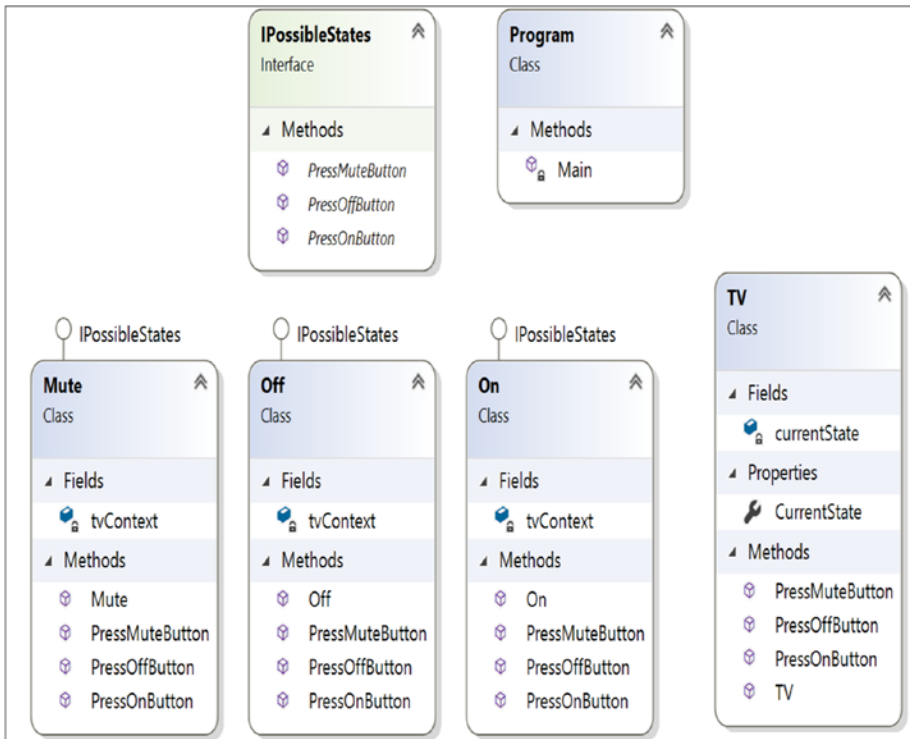 IPossibleStates
Interface
Methods
PressMuteButton
PressOffButton
PressOnButton
Program
Class
Methods
Main
IPossibleStates
Mute
Class
Fields
tvContext
Methods
Mute
PressMuteButton
PressOffButton
PressOnButton
IPossibleStates
Off
Class
Fields
tvContext
Methods
Off
PressMuteButton
PressOffButton
PressOnButton
IPossibleStates
On
Class
Fields
tvContext
Methods
On
PressMuteButton
PressOffButton
PressOnButton
TV
Class
Fields
currentState
Properties
CurrentState
Methods
PressMuteButton
PressOffButton
PressOnButton
TV